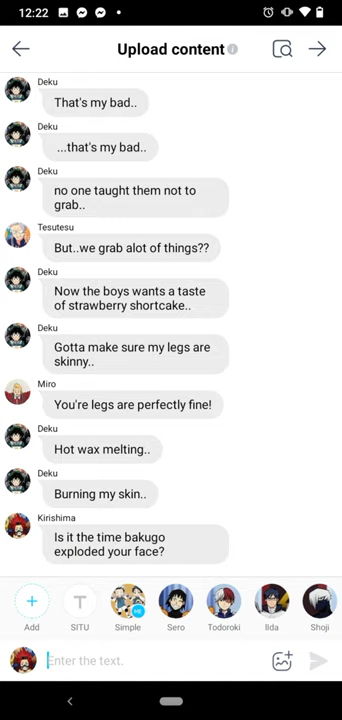 12:22
Upload content
Deku
That's my bad..
Deku
...that's my bad..
Deku
no one taught them not to
grab..
Tesutesu
But..we grab alot of things??
Deku
Now the boys wants a taste
of strawberry shortcake..
Deku
Gotta make sure my legs are
skinny..
Miro
You're legs are perfectly fine!
Deku
Hot wax melting..
Deku
Burning my skin..
Kirishima
Is it the time bakugo
exploded your face?
Add
SITU
Simple
Sero
Todoroki
Iida
Shoji
Enter the text.